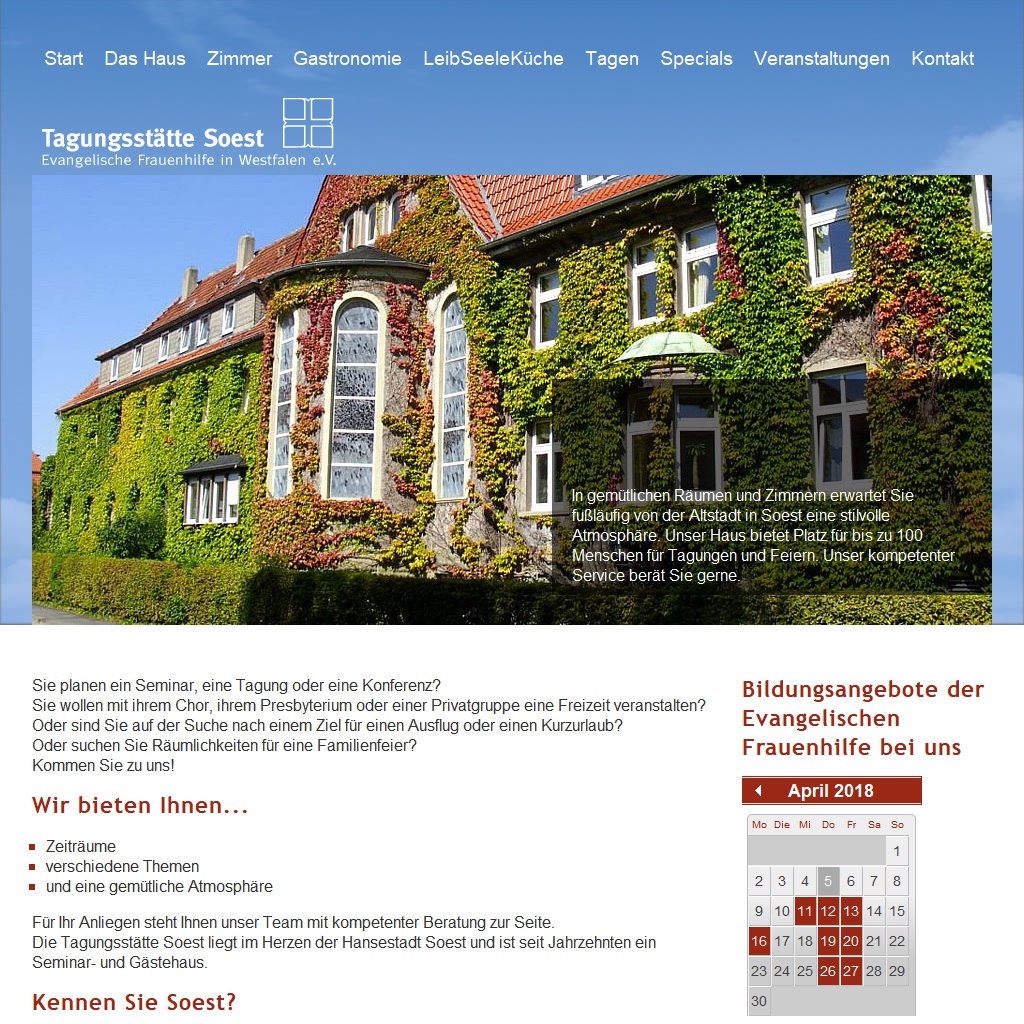 Start Das Haus Zimmer Gastronomie LeibSeeleKüche Tagen Specials Veranstaltungen Kontakt
Tagungsstätte Soest
Evangelische Frauenhilfe in Westfalen e.V.
In gemütlichen Räumen und Zimmern erwartet Sie
fußläufig von der Altstadt in Soest eine stilvolle
Atmosphäre. Unser Haus bietet Platz für bis zu 100
Menschen für Tagungen und Feiern. Unser kompetenter
Service berät Sie gerne.
Sie planen ein Seminar, eine Tagung oder eine Konferenz?
Sie wollen mit ihrem Chor, ihrem Presbyterium oder einer Privatgruppe eine Freizeit veranstalten?
Oder sind Sie auf der Suche nach einem Ziel für einen Ausflug oder einen Kurzurlaub?
Oder suchen Sie Räumlichkeiten für eine Familienfeier?
Kommen Sie zu uns!
Wir bieten Ihnen...
Zeiträume
verschiedene Themen
und eine gemütliche Atmosphäre
Für Ihr Anliegen steht Ihnen unser Team mit kompetenter Beratung zur Seite.
Die Tagungsstätte Soest liegt im Herzen der Hansestadt Soest und ist seit Jahrzehnten ein
Seminar- und Gästehaus.
Kennen Sie Soest?
Bildungsangebote der
Evangelischen
Frauenhilfe bei uns
April 2018
Mo Die Mi Do Fr Sa So
1
2 3 4 5 6 7 8
9 10 11 12 13 14 15
16 17 18 19 20 21 22
23 24 25 26 27 28 29
30